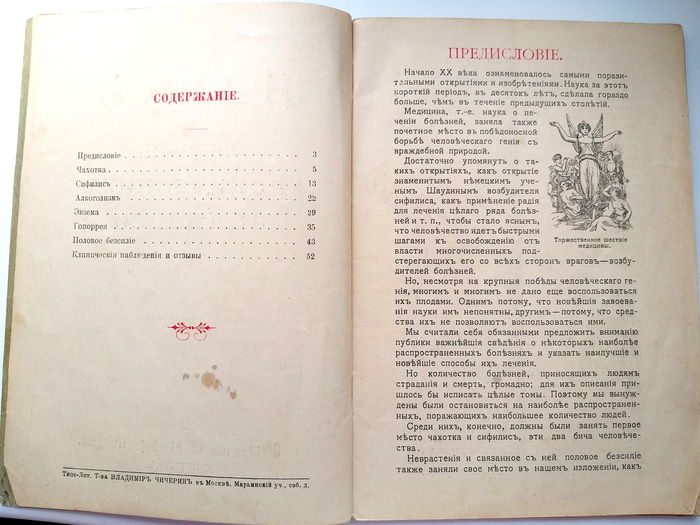 СОДЕРЖАНІЕ.
Предисловіе . . . . . . . . . . . . . . . . . . . . 3
Чахотка . . . . . . . . . . . . . . . . . . . . 5
Сифилисъ . . . . . . . . . . . . . . . . . . . . 13
Алкоголизмъ . . . . . . . . . . . . . . . . . . . . 22
Экзема . . . . . . . . . . . . . . . . . . . . 29
Гоноррея . . . . . . . . . . . . . . . . . . . . 35
Половое безсиліе . . . . . . . . . . . . . . . . . . . . 43
Клиническія наблюденія и отзывы . . . . . . . . . . . . 52
Типо-Лит. Т-ва ВЛАДИМІРЪ ЧИЧЕРИНЪ въ Москвѣ. Марьинскій уч., соб. д.
ПРЕДИСЛОВІЕ.
Начало XX вѣка ознаменовалось самыми порази-
тельными открытіями и изобрѣтеніями. Наука за этотъ
короткій періодъ, въ десятокъ лѣтъ, сдѣлала гораздо
больше, чѣмъ въ теченіе предыдущихъ столѣтій.
Медицина, т.-е. наука о ле-
ченіи болѣзней, заняла также
почетное мѣсто въ побѣдоносной
борьбѣ человѣческаго генія съ
враждебной природой.
Достаточно упомянуть о та-
кихъ открытіяхъ, какъ открытіе
знаменитымъ нѣмецкимъ уче-
нымъ Шаудинымъ возбудителя
сифилиса, какъ примѣненіе радія
для леченія цѣлаго ряда болѣз-
ней и т. п., чтобы стало яснымъ,
что человѣчество идетъ быстрыми
шагами къ освобожденію отъ
власти многочисленныхъ под-
стерегающихъ его со всѣхъ сторонъ враговъ—возбу-
дителей болѣзней.
Торжественное шествіе
медицины.
Но, несмотря на крупныя побѣды человѣческаго ге-
нія, многимъ и многимъ не дано еще воспользоваться
ихъ плодами. Однимъ потому, что новѣйшія завоева-
нія науки имъ непонятны, другимъ—потому, что сред-
ства ихъ не позволяютъ воспользоваться ими.
Мы считали себя обязанными предложить вниманію
публики важнѣйшія свѣдѣнія о нѣкоторыхъ наиболѣе
распространенныхъ болѣзняхъ и указать наилучшіе и
новѣйшіе способы ихъ леченія.
Но количество болѣзней, приносящихъ людямъ
страданія и смерть, громадно; для ихъ описанія при-
шлось бы исписать цѣлые томы. Поэтому мы вынуж-
дены были остановиться на наиболѣе распространен-
ныхъ, поражающихъ наибольшее количество людей.
Среди нихъ, конечно, должны были занять первое
мѣсто чахотка и сифилисъ, эти два бича человѣче-
ства.
Неврастенія и связанное съ ней половое безсиліе
также заняли свое мѣсто въ нашемъ изложеніи, какъ